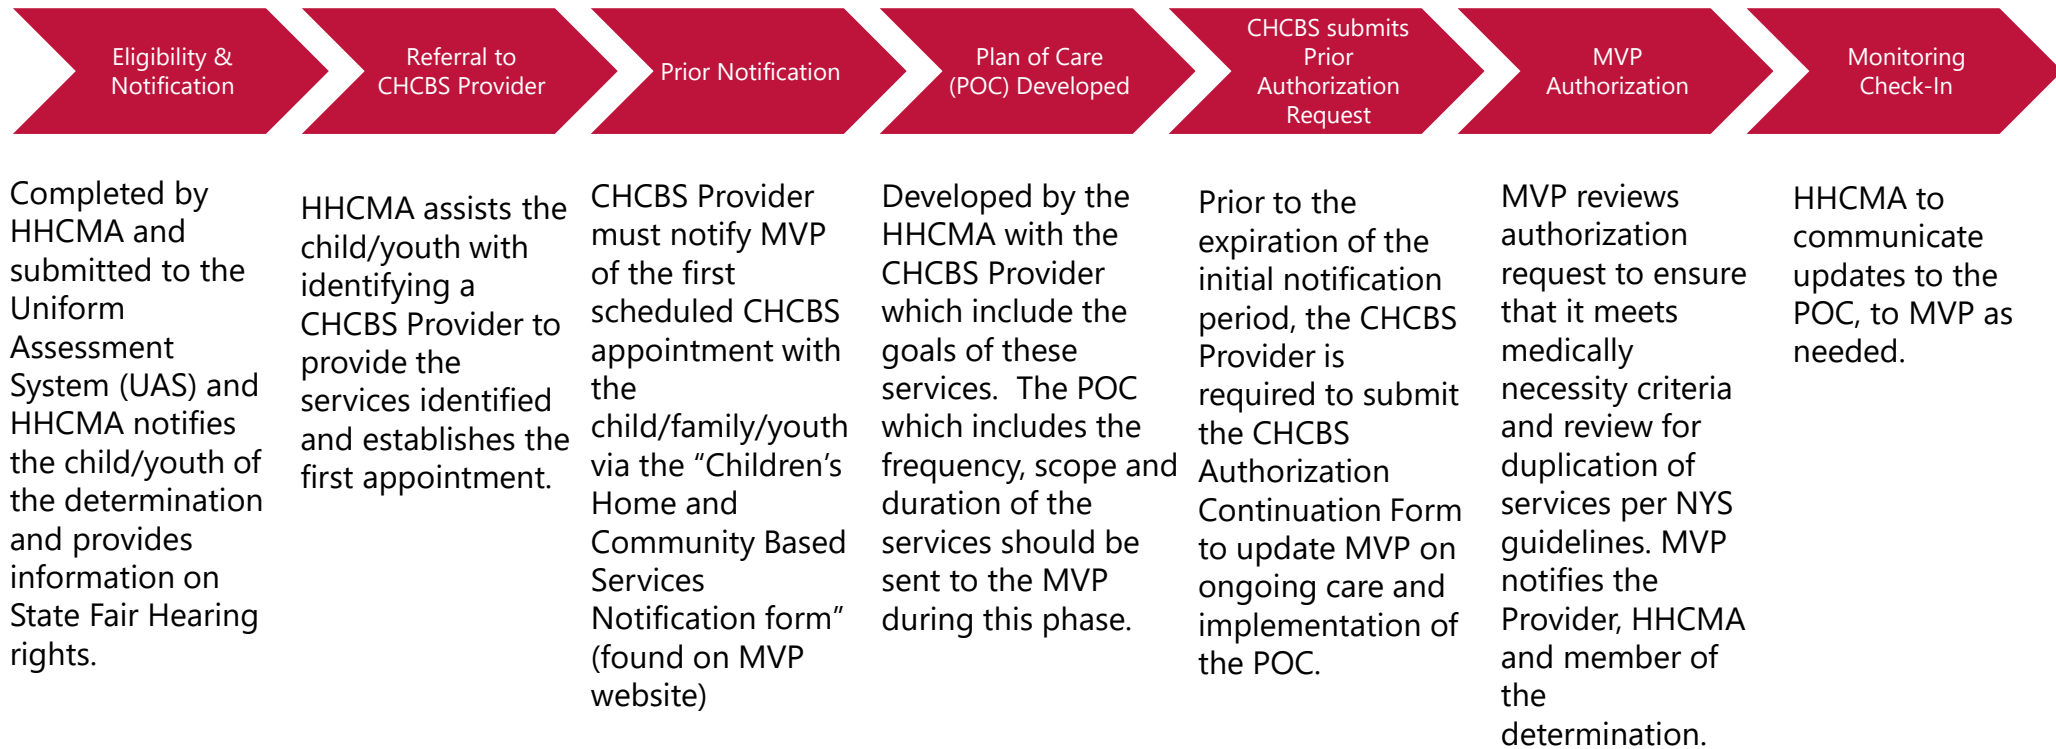 Eligibility &
Notification
Referral to
CHCBS Provider
Prior Notification
Plan of Care
(POC) Developed
CHCBS submits
Prior
Authorization
Request
MVP
Authorization
Monitoring
Check-In
Completed by
HHCMA and
submitted to the
Uniform
Assessment
System (UAS) and
HHCMA notifies
the child/youth of
the determination
and provides
information on
State Fair Hearing
rights.
HHCMA assists the
child/youth with
identifying a
CHCBS Provider to
provide the
services identified
and establishes the
first appointment.
CHCBS Provider
must notify MVP
of the first
scheduled CHCBS
appointment with
the
child/family/youth
via the “Children’s
Home and
Community Based
Services
Notification form”
(found on MVP
website)
Developed by the
HHCMA with the
CHCBS Provider
which include the
goals of these
services.  The POC
which includes the
frequency, scope and
duration of the
services should be
sent to the MVP
during this phase.
Prior to the
expiration of the
initial notification
period, the CHCBS
Provider is
required to submit
the CHCBS
Authorization
Continuation Form
to update MVP on
ongoing care and
implementation of
the POC.
MVP reviews
authorization
request to ensure
that it meets
medically
necessity criteria
and review for
duplication of
services per NYS
guidelines. MVP
notifies the
Provider, HHCMA
and member of
the
determination.
HHCMA to
communicate
updates to the
POC, to MVP as
needed.